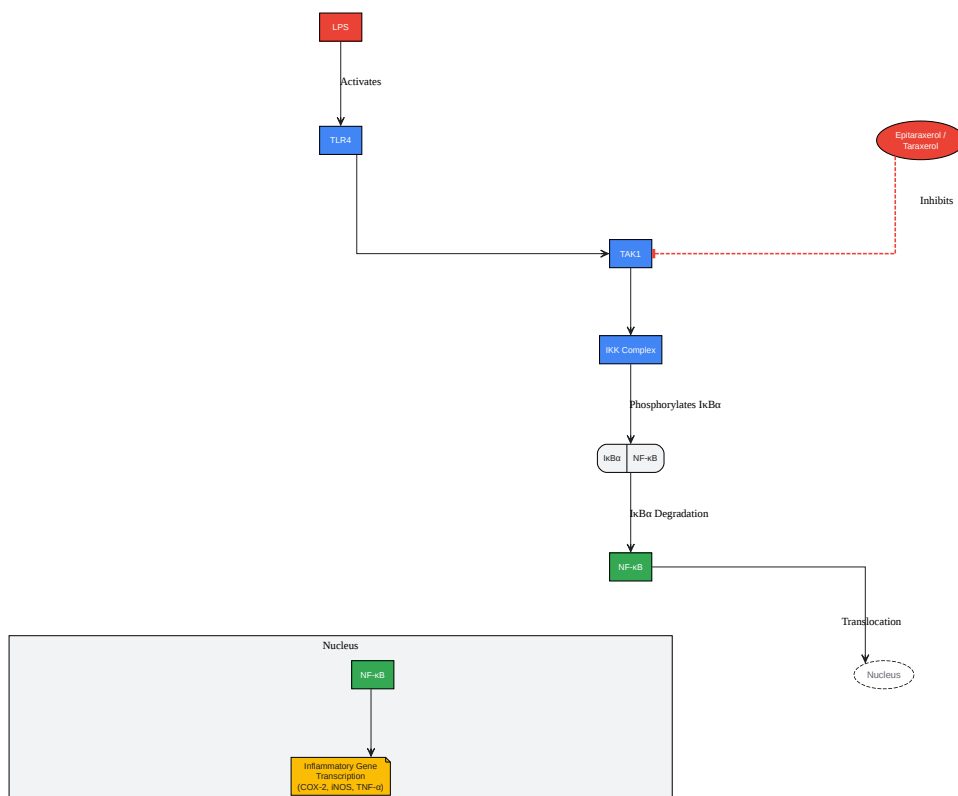 LPS
Activates
TLR4
Epitaraxerol /
Taraxerol
Inhibits
TAK1
IKK Complex
Phosphorylates IκBα
IκBα
NF-κB
IκBα Degradation
NF-κB
Translocation
Nucleus
Nucleus
NF-κB
Inflammatory Gene
Transcription
(COX-2, iNOS, TNF-α)